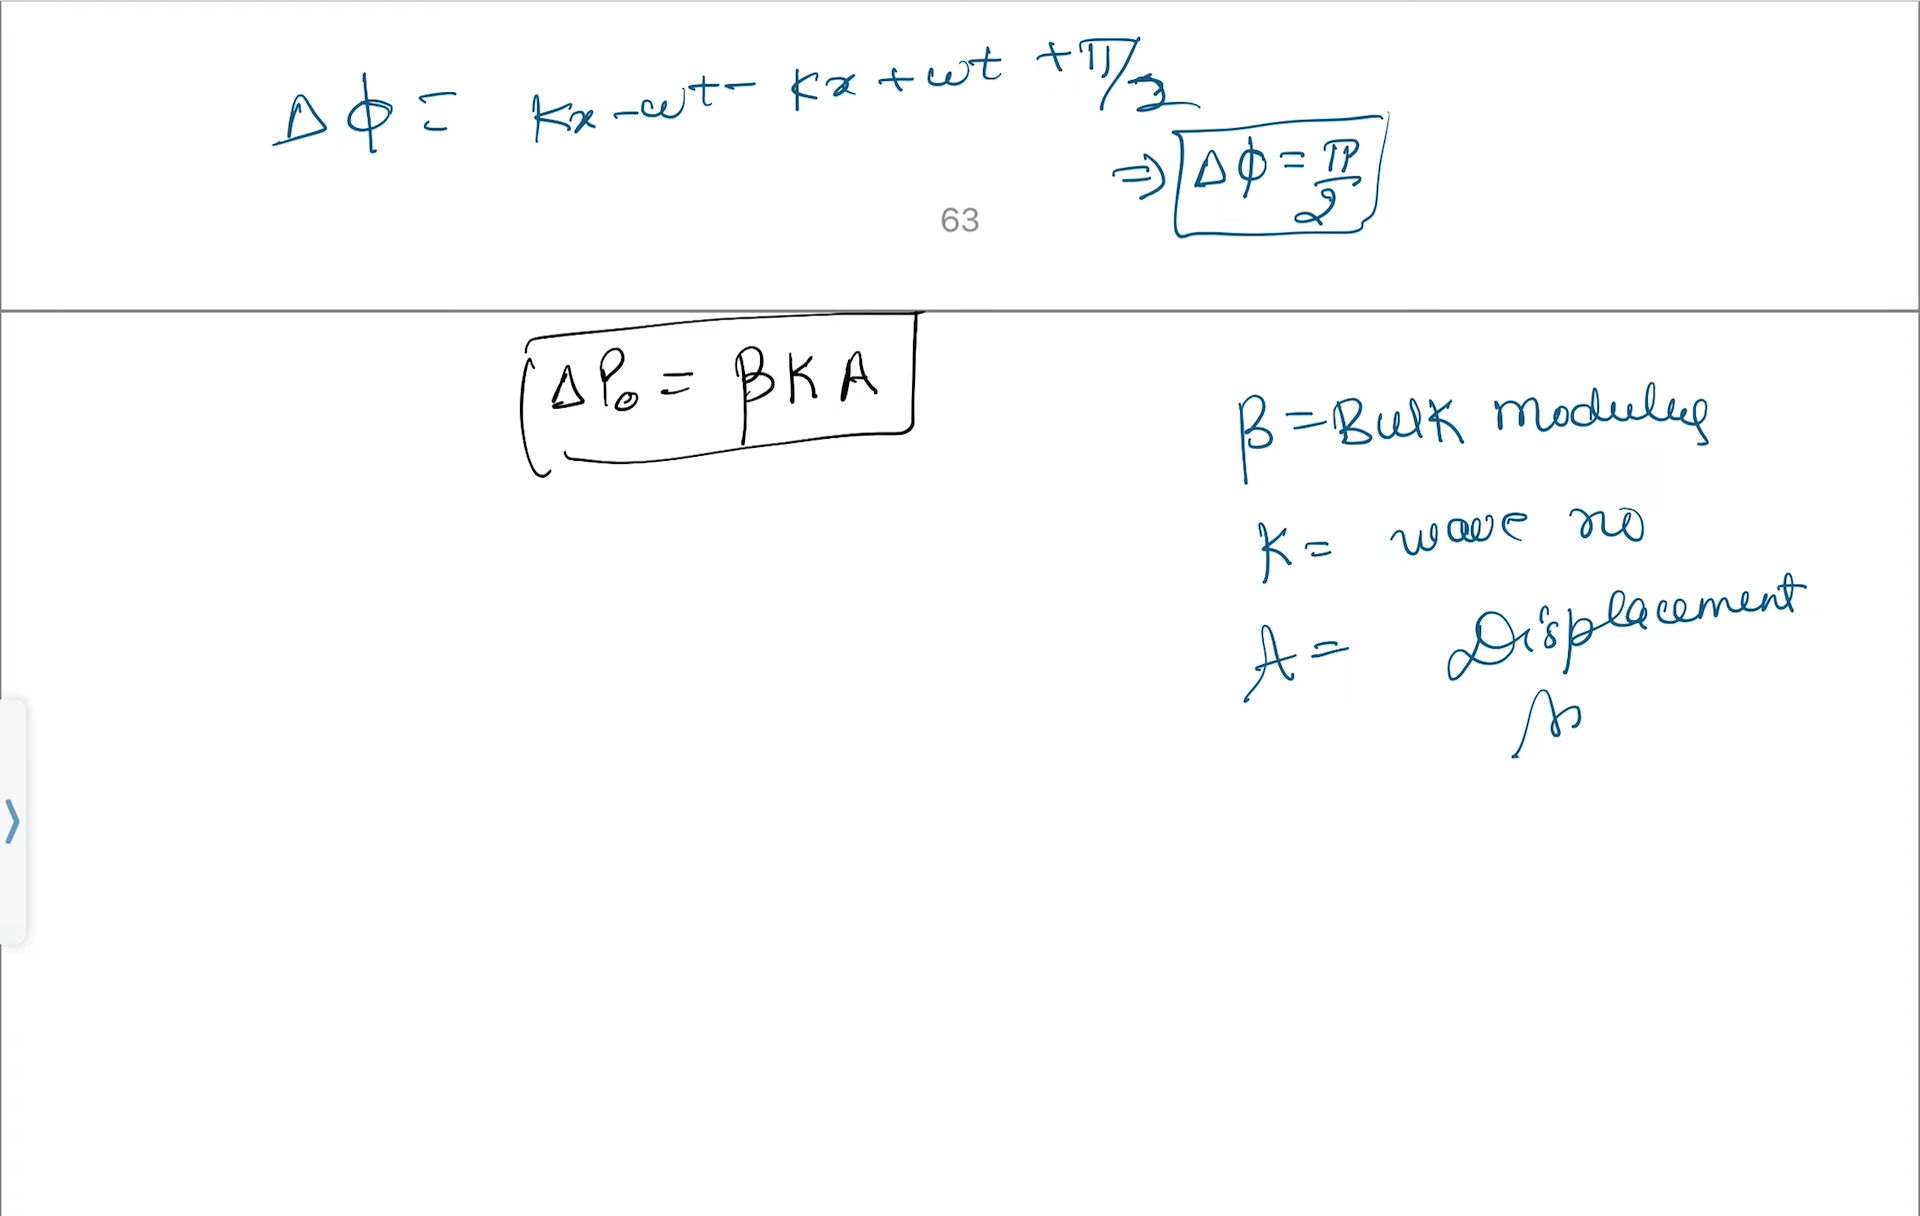 Δϕ = Kx - ωt - Kx + ωt + π/2
⇒ Δϕ = π/2
63
ΔP₀ = βKA
β = Bulk modulus
K = wave no
A = Displacement